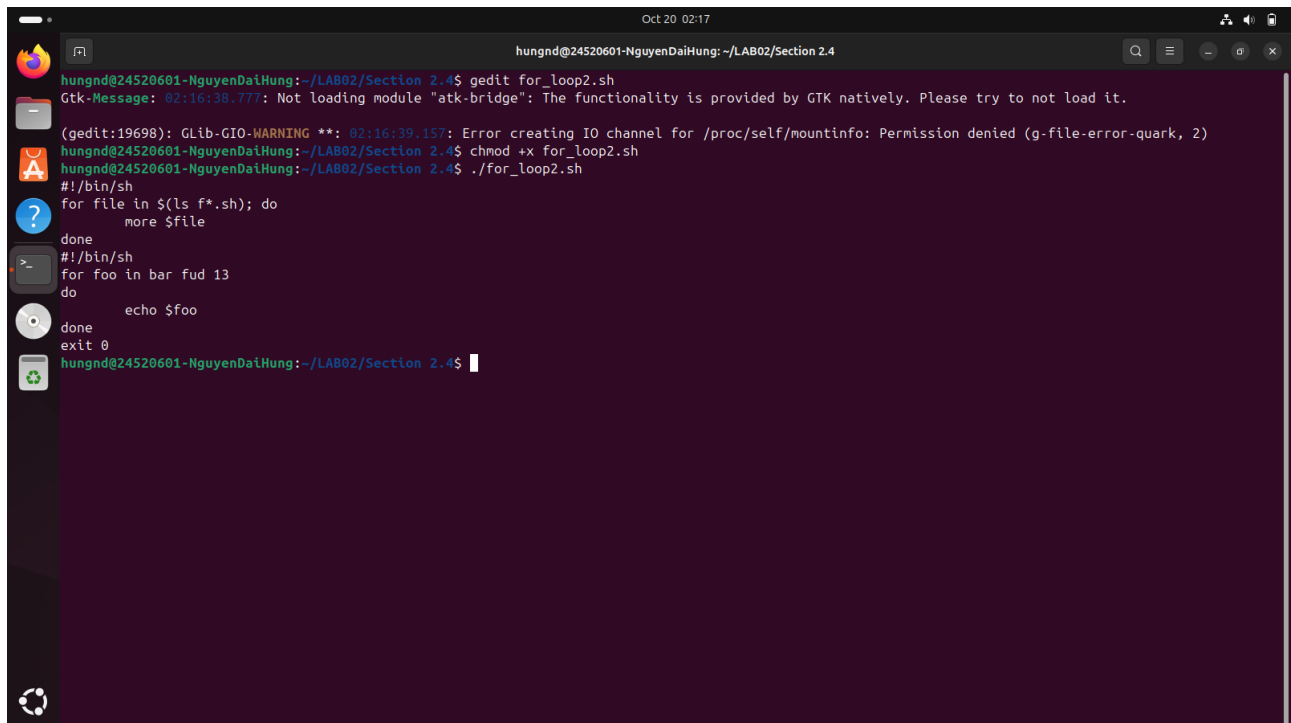 Oct 20 02:17
hungnd@24520601-NguyenDaiHung: ~/LAB02/Section 2.4
hungnd@24520601-NguyenDaiHung:~/LAB02/Section 2.4$ gedit for_loop2.sh
Gtk-Message: 02:16:38.777: Not loading module "atk-bridge": The functionality is provided by GTK natively. Please try to not load it.
(gedit:19698): GLib-GIO-WARNING **: 02:16:39.157: Error creating IO channel for /proc/self/mountinfo: Permission denied (g-file-error-quark, 2)
hungnd@24520601-NguyenDaiHung:~/LAB02/Section 2.4$ chmod +x for_loop2.sh
hungnd@24520601-NguyenDaiHung:~/LAB02/Section 2.4$ ./for_loop2.sh
#!/bin/sh
for file in $(ls f*.sh); do
        more $file
done
#!/bin/sh
for foo in bar fud 13
do
        echo $foo
done
exit 0
hungnd@24520601-NguyenDaiHung:~/LAB02/Section 2.4$